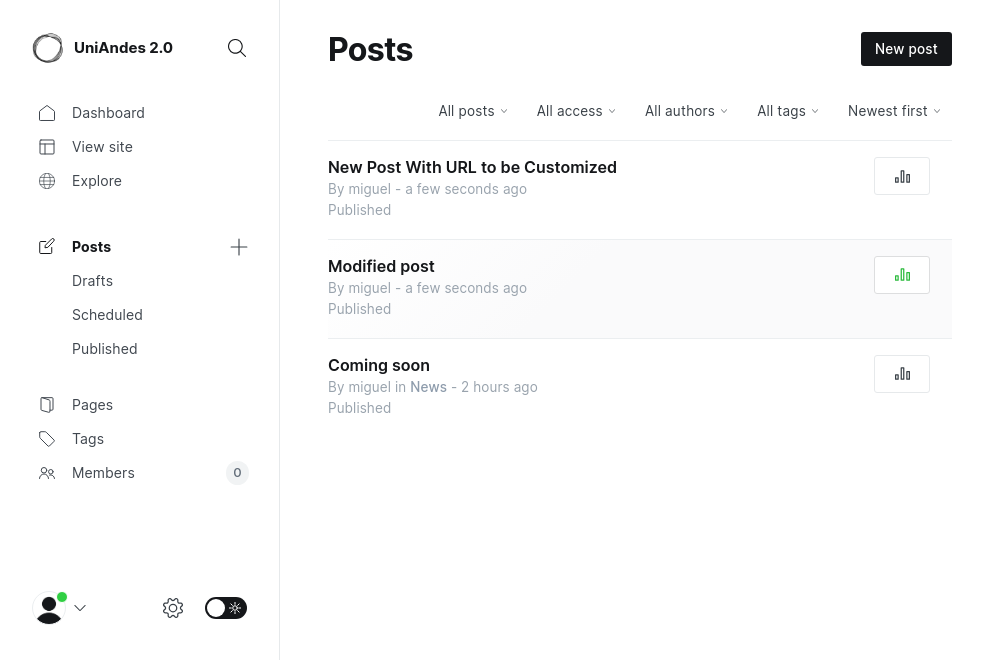 UniAndes 2.0
Dashboard
View site
Explore
Posts
Drafts
Scheduled
Published
Pages
Tags
Members 0
Posts
New post
All posts All access All authors All tags Newest first
New Post With URL to be Customized
By miguel - a few seconds ago
Published
Modified post
By miguel - a few seconds ago
Published
Coming soon
By miguel in News - 2 hours ago
Published